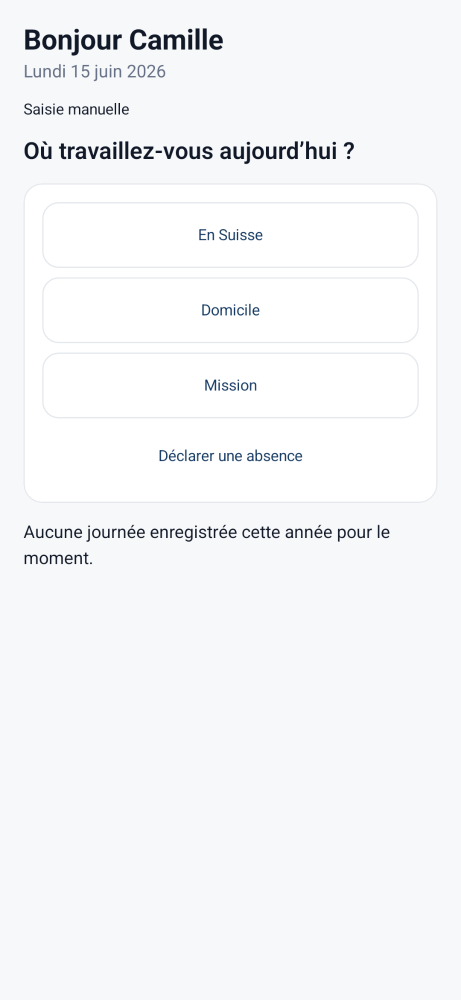 Bonjour Camille
Lundi 15 juin 2026
Saisie manuelle
Où travaillez-vous aujourd’hui ?
En Suisse
Domicile
Mission
Déclarer une absence
Aucune journée enregistrée cette année pour le
moment.